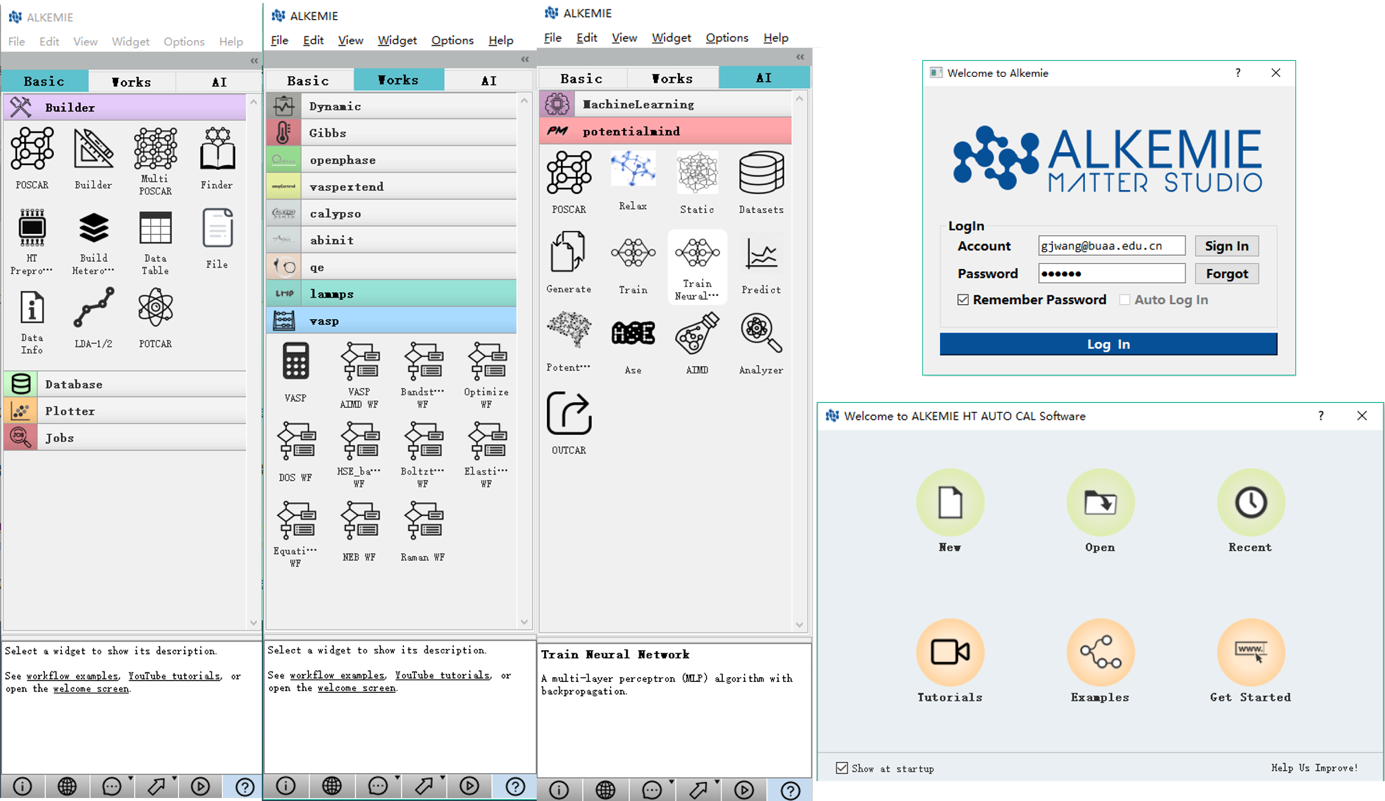 ALKEMIE
File Edit View Widget Options Help
«
Basic Works AI
Builder
POSCAR
Builder
Multi
POSCAR
Finder
HT
Prepro···
Build
Hetero···
Data
Table
File
Data
Info
LDA-1/2
POTCAR
Database
Plotter
JOB
Jobs
Select a widget to show its description.
See workflow examples, YouTube tutorials, or
open the welcome screen.
ALKEMIE
File Edit View Widget Options Help
«
Basic Works AI
Dynamic
Gibbs
openphase
vaspextend
calypso
abinit
qe
LMP
lammps
vasp
VASP
VASP
AIMD WF
Bandst···
WF
Optimize
WF
DOS WF
HSE_ba···
WF
Boltzt···
WF
Elasti···
WF
Equati···
WF
NEB WF
Raman WF
Select a widget to show its description.
See workflow examples, YouTube tutorials, or
open the welcome screen.
ALKEMIE
File Edit View Widget Options Help
«
Basic Works AI
MachineLearning
PM
potentialmind
POSCAR
Relax
Static
Datasets
Generate
Train
Train
Neural···
Predict
Potent···
ASE
Ase
AIMD
Analyzer
OUTCAR
Train Neural Network
A multi-layer perceptron (MLP) algorithm with
backpropagation.
Welcome to Alkemie
?
ALKEMIE
MATTER STUDIO
LogIn
Account gjwang@buaa.edu.cn Sign In
Password ●●●●●● Forgot
Remember Password Auto Log In
Log In
Welcome to ALKEMIE HT AUTO CAL Software
?
New
Open
Recent
Tutorials
Examples
www.
Get Started
Show at startup
Help Us Improve!